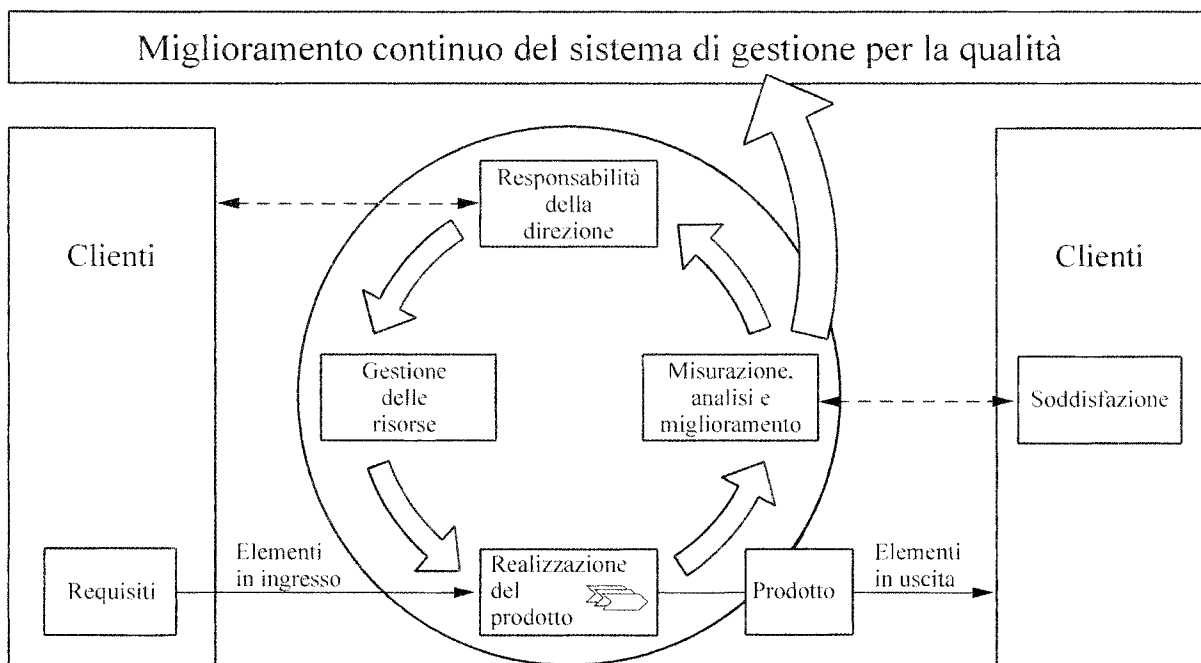 Miglioramento continuo del sistema di gestione per la qualità
Responsabilità
della
direzione
Clienti
Clienti
Gestione
delle
risorse
Misurazione,
analisi e
miglioramento
Soddisfazione
Requisiti
Elementi
in ingresso
Realizzazione
del
prodotto
Prodotto
Elementi
in uscita